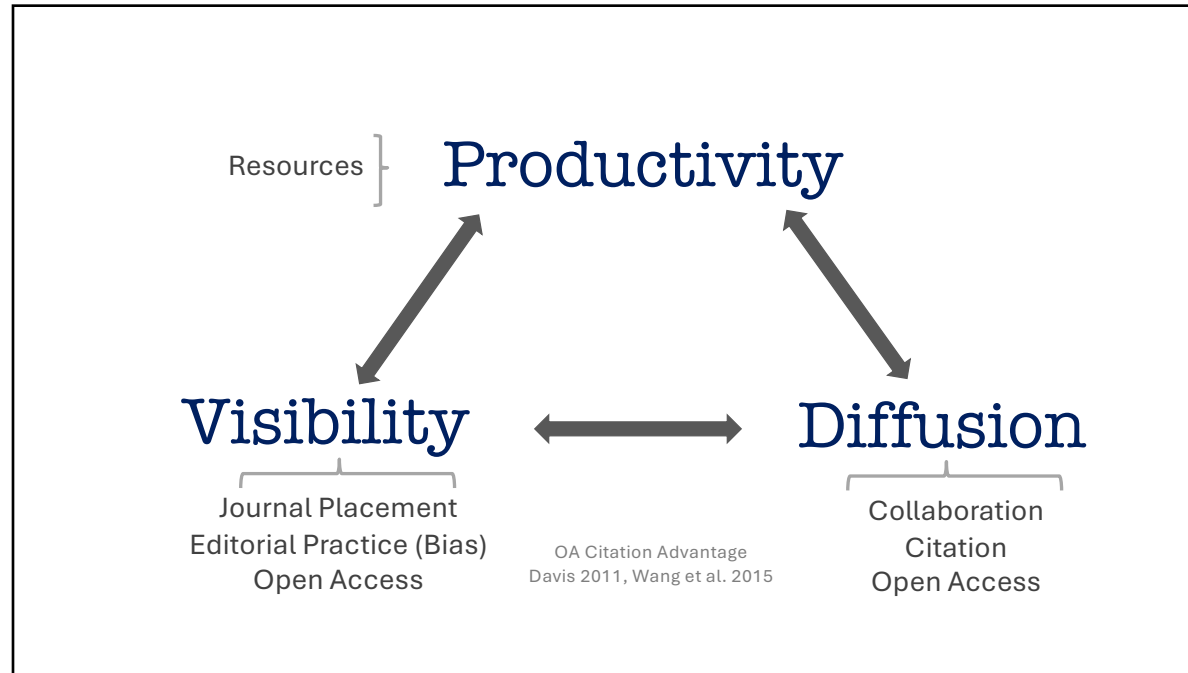 Resources
Productivity
Visibility
Journal Placement
Editorial Practice (Bias)
Open Access
OA Citation Advantage
Davis 2011, Wang et al. 2015
Diffusion
Collaboration
Citation
Open Access